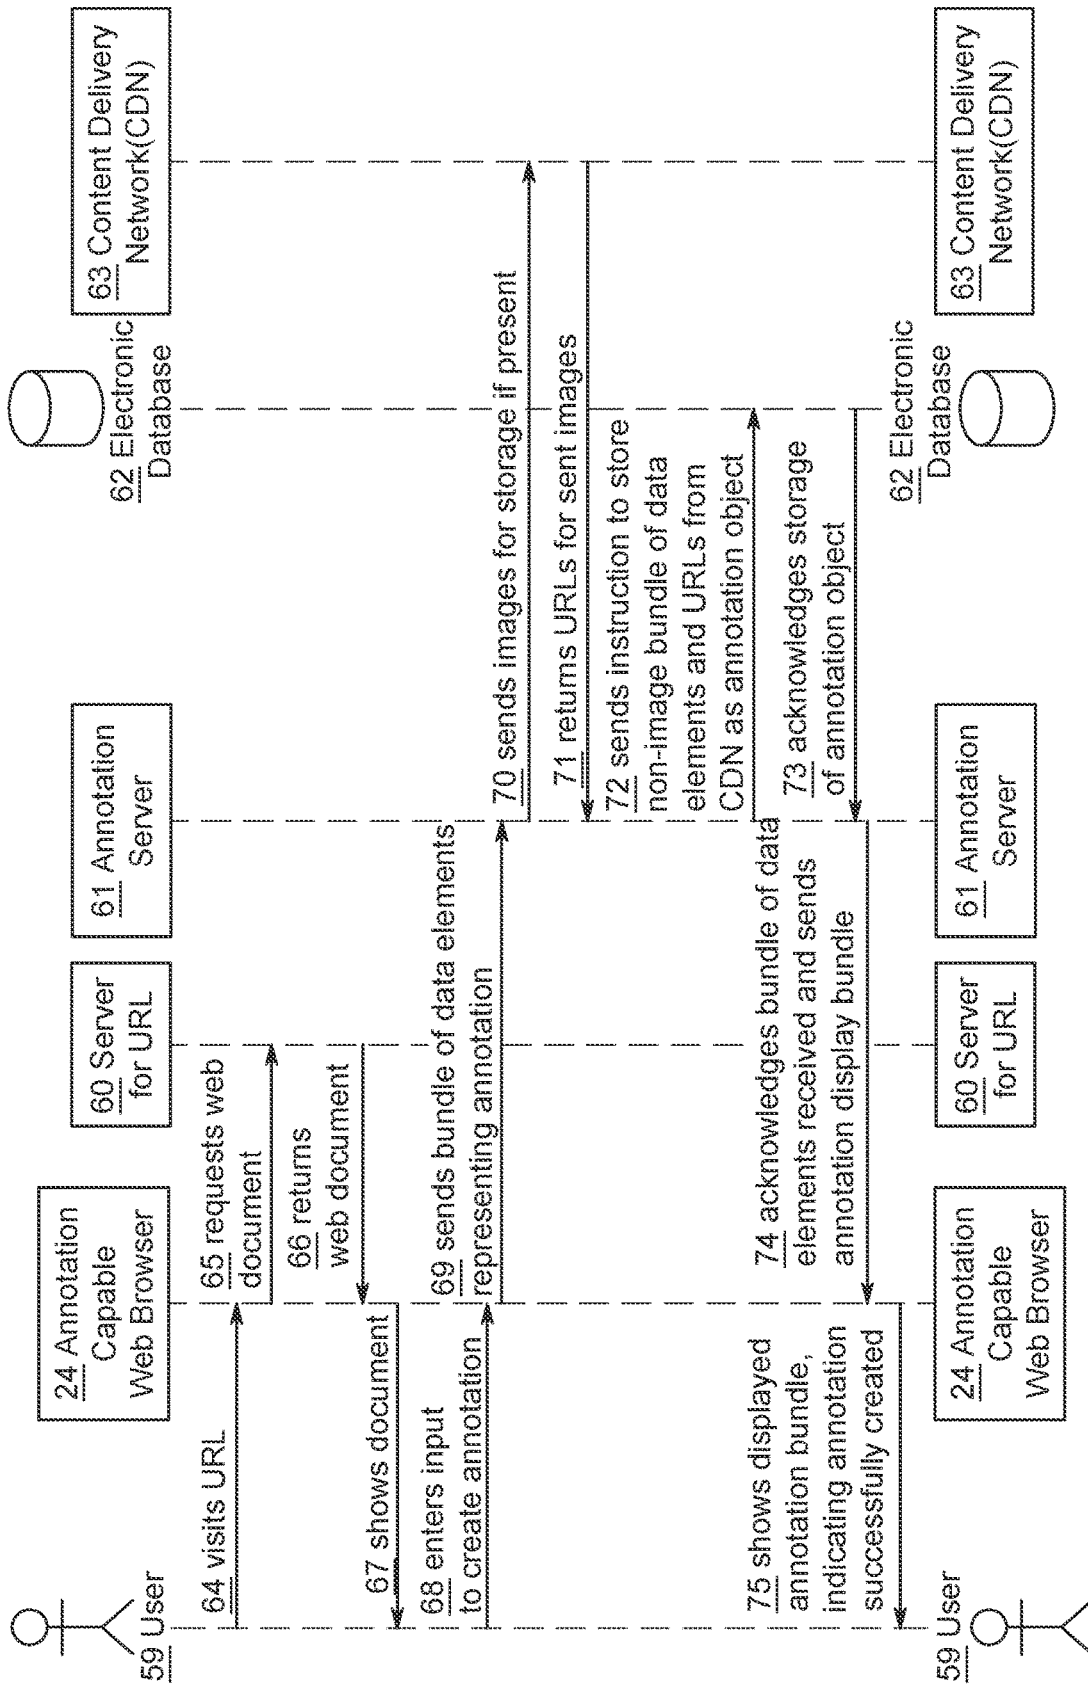 59 User
24 Annotation
Capable
Web Browser
60 Server
for URL
61 Annotation
Server
62 Electronic
Database
63 Content Delivery
Network(CDN)
64 visits URL
65 requests web
document
66 returns
web document
67 shows document
68 enters input
to create annotation
69 sends bundle of data elements
representing annotation
70 sends images for storage if present
71 returns URLs for sent images
72 sends instruction to store
non-image bundle of data
elements and URLs from
CDN as annotation object
73 acknowledges storage
of annotation object
74 acknowledges bundle of data
elements received and sends
annotation display bundle
75 shows displayed
annotation bundle,
indicating annotation
successfully created
59 User
24 Annotation
Capable
Web Browser
60 Server
for URL
61 Annotation
Server
62 Electronic
Database
63 Content Delivery
Network(CDN)